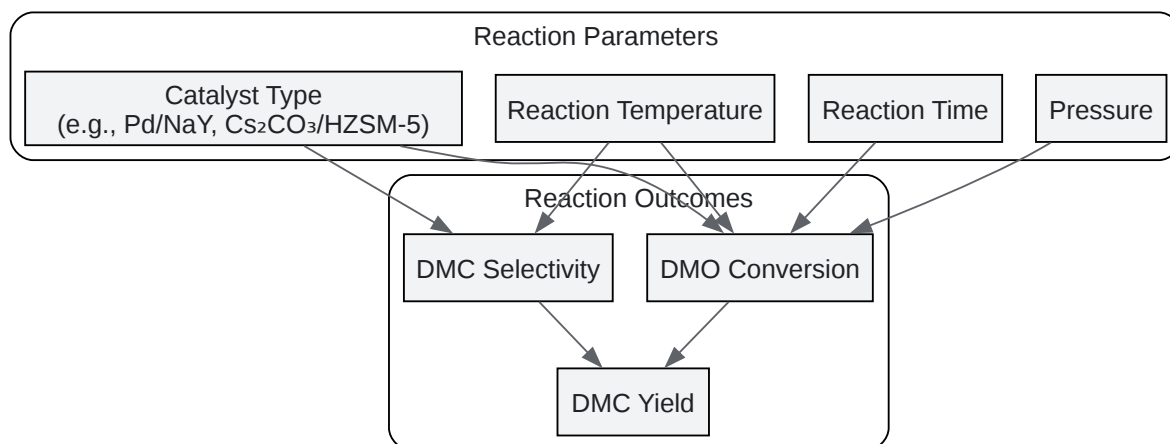 Reaction Parameters
Catalyst Type
(e.g., Pd/NaY, Cs₂CO₃/HZSM-5)
Reaction Temperature
Reaction Time
Pressure
Reaction Outcomes
DMC Selectivity
DMO Conversion
DMC Yield